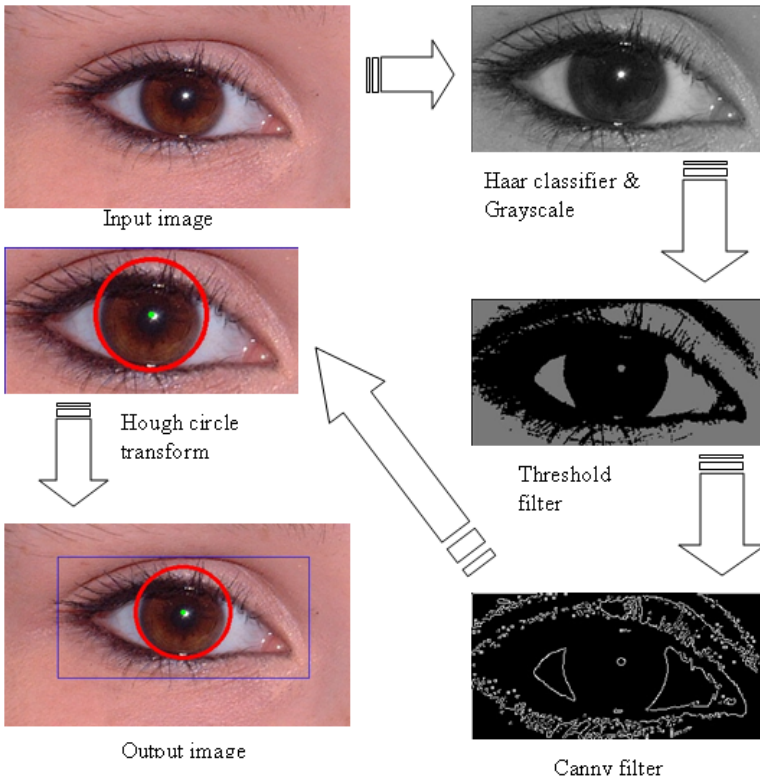 Input image
Haar classifier &
Grayscale
Threshold
filter
Canny filter
Hough circle
transform
Output image